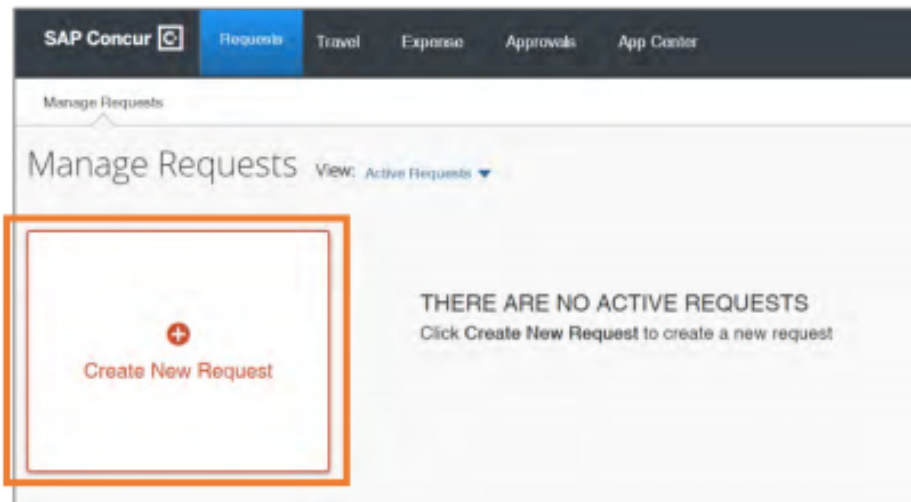 SAP Concur
Requests Travel Expense Approvals App Center
Manage Requests
Manage Requests View: Active Requests
THERE ARE NO ACTIVE REQUESTS
Click Create New Request to create a new request
Create New Request